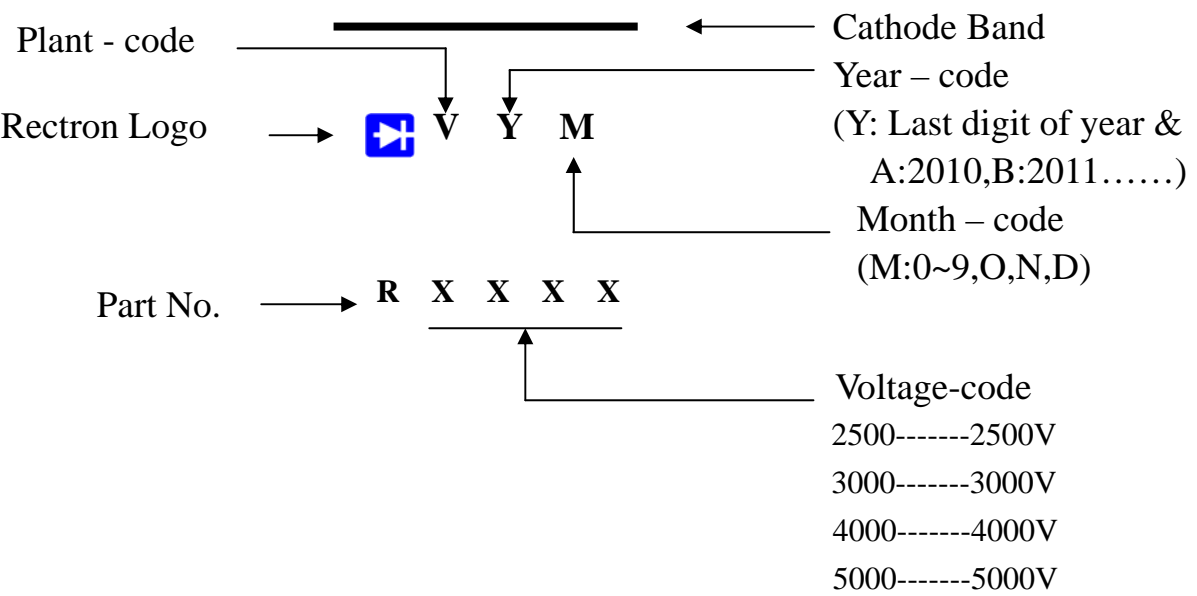 Plant - code
Cathode Band
Year – code
(Y: Last digit of year &
A:2010,B:2011……)
Rectron Logo
V Y M
Month – code
(M:0~9,O,N,D)
Part No.
R X X X X
Voltage-code
2500-------2500V
3000-------3000V
4000-------4000V
5000-------5000V